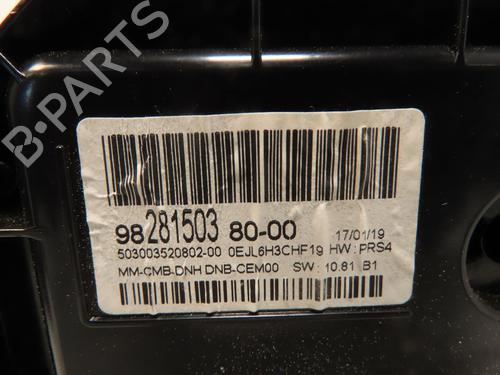 B-PARTS
98 281503 80-00 17/01/19
503003520802-00 0EJL6H3CHF19 HW : PRS4
MM-CMB-DNH DNB-CEM00 SW : 10.81 B1